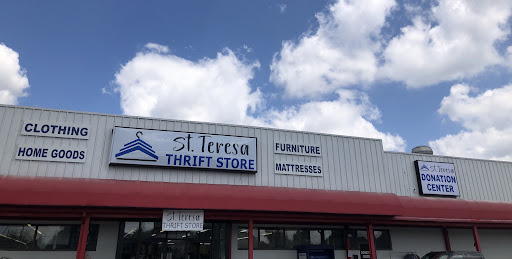 CLOTHING
HOME GOODS
St. Teresa
THRIFT STORE
FURNITURE
MATTRESSES
St. Teresa
DONATION
CENTER
St. Teresa
THRIFT STORE